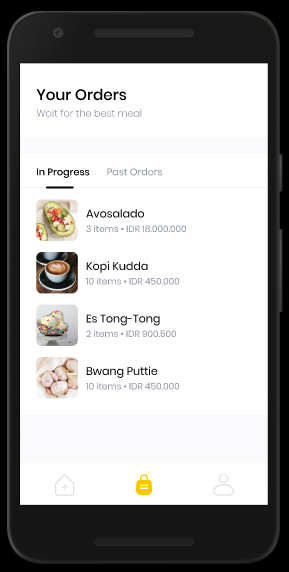 Your Orders
Wait for the best meal
In Progress Past Orders
Avosalado
3 items • IDR 18.000.000
Kopi Kudda
10 items • IDR 450.000
Es Tong-Tong
2 items • IDR 900.500
Bwang Puttie
10 items • IDR 450.000